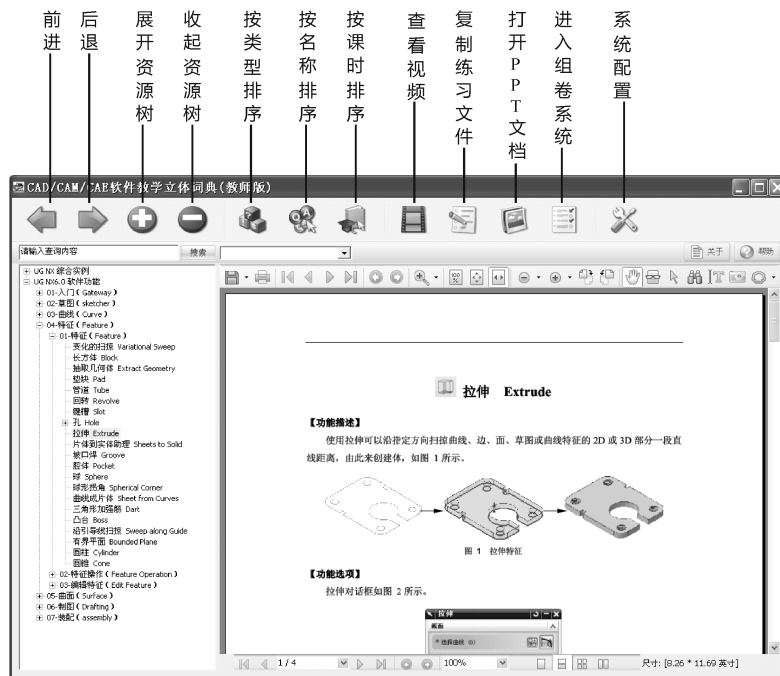 前进
后退
展开资源树
收起资源树
按类型排序
按名称排序
按课时排序
查看视频
复制练习文件
打开PPT文档
进入组卷系统
系统配置
CAD/CAM/CAE软件教学立体词典(教师版)
请输入查询内容
搜索
关于
帮助
UG NX 综合实例
UG NX6.0 软件功能
01-入门 ( Gateway )
02-草图 ( sketcher )
03-曲线 ( Curve )
04-特征 ( Feature )
01-特征 ( Feature )
变化的扫掠 Variational Sweep
长方体 Block
抽取几何体 Extract Geometry
垫块 Pad
管道 Tube
回转 Revolve
键槽 Slot
孔 Hole
拉伸 Extrude
片体到实体助理 Sheets to Solid
坡口焊 Groove
腔体 Pocket
球 Sphere
球形拐角 Spherical Corner
曲线成片体 Sheet from Curves
三角形加强筋 Dart
凸台 Boss
沿引导线扫掠 Sweep along Guide
有界平面 Bounded Plane
圆柱 Cylinder
圆锥 Cone
02-特征操作 ( Feature Operation )
03-编辑特征 ( Edit Feature )
05-曲面 ( Surface )
06-制图 ( Drafting )
07-装配 ( assembly )
100%
拉伸 Extrude
【功能描述】
使用拉伸可以沿指定方向扫掠曲线、边、面、草图或曲线特征的 2D 或 3D 部分一段直
线距离，由此来创建体，如图 1 所示。
图 1 拉伸特征
【功能选项】
拉伸对话框如图 2 所示。
拉伸
截面
* 选择曲线 (0)
1 / 4
100%
尺寸: [8.26 * 11.69 英寸]